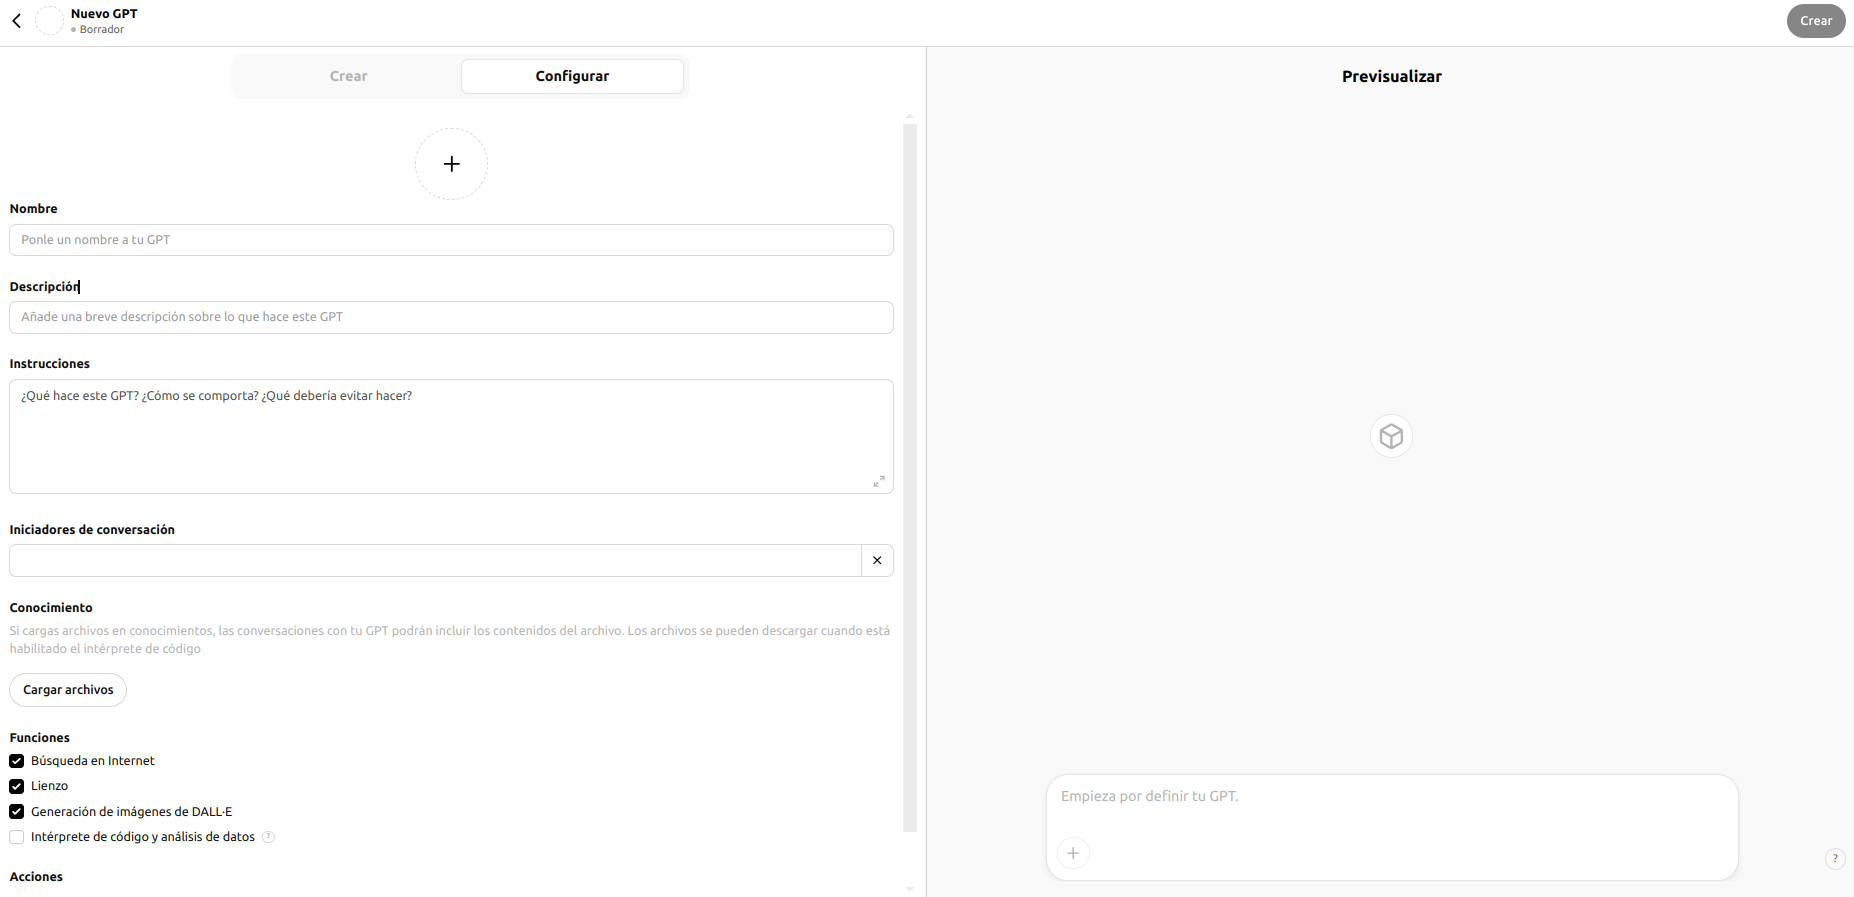 Nuevo GPT
Borrador
Crear
Crear
Configurar
Previsualizar
Nombre
Ponle un nombre a tu GPT
Descripción
Añade una breve descripción sobre lo que hace este GPT
Instrucciones
¿Qué hace este GPT? ¿Cómo se comporta? ¿Qué debería evitar hacer?
Iniciadores de conversación
Conocimiento
Si cargas archivos en conocimientos, las conversaciones con tu GPT podrán incluir los contenidos del archivo. Los archivos se pueden descargar cuando está
habilitado el intérprete de código
Cargar archivos
Funciones
Búsqueda en Internet
Lienzo
Generación de imágenes de DALL·E
Intérprete de código y análisis de datos ?
Acciones
Empieza por definir tu GPT.
?